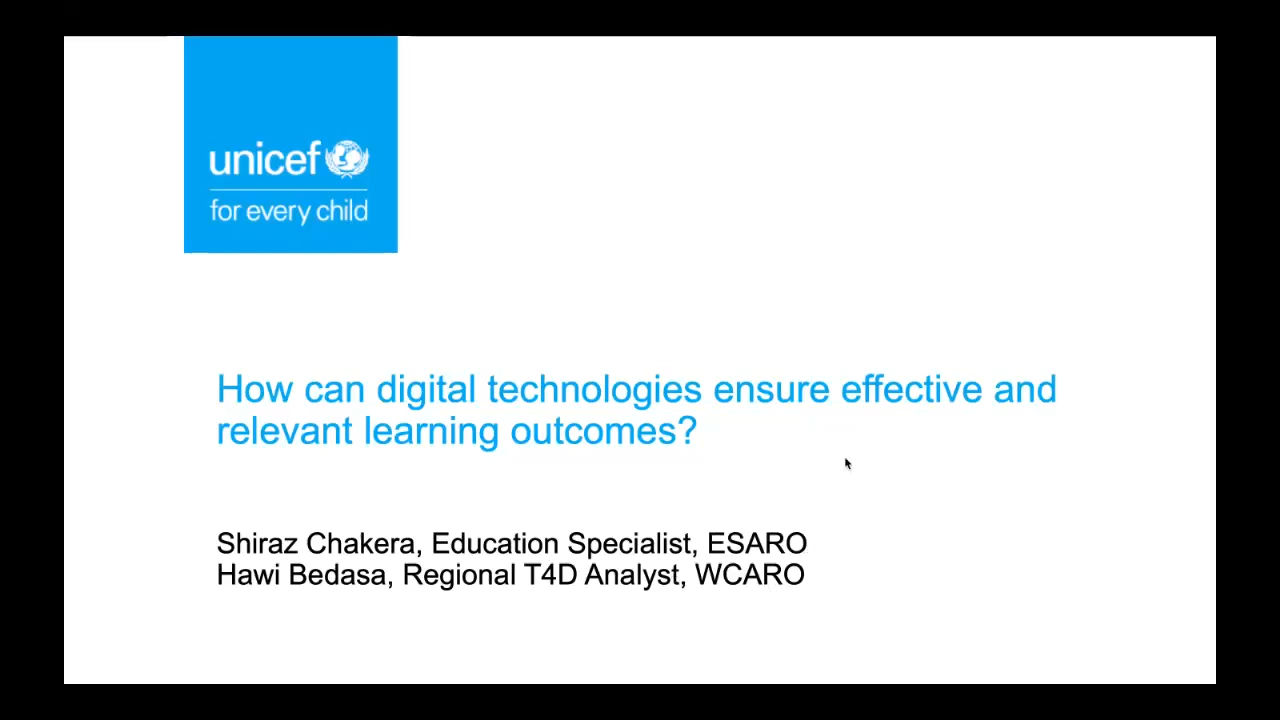 unicef
for every child
How can digital technologies ensure effective and
relevant learning outcomes?
Shiraz Chakera, Education Specialist, ESARO
Hawi Bedasa, Regional T4D Analyst, WCARO